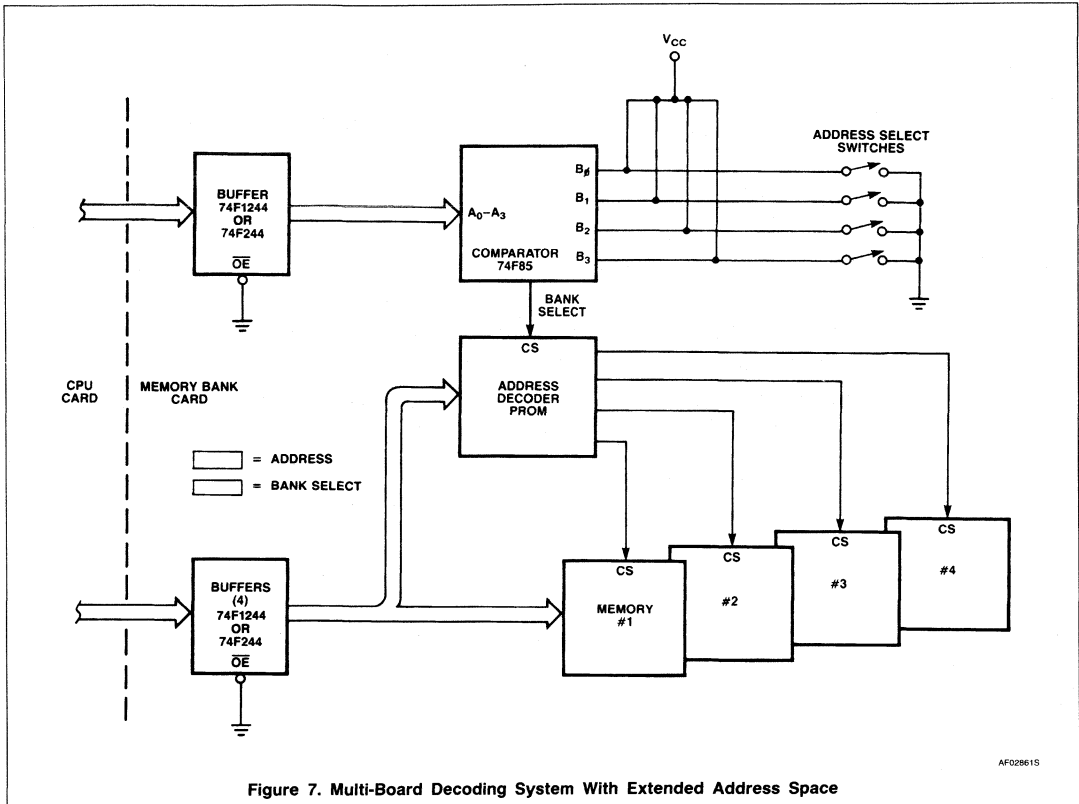 VCC
ADDRESS SELECT
SWITCHES
BUFFER
74F1244
OR
74F244
OE
A0–A3
COMPARATOR
74F85
B0
B1
B2
B3
BANK
SELECT
CS
ADDRESS
DECODER
PROM
CPU
CARD
MEMORY BANK
CARD
= ADDRESS
= BANK SELECT
BUFFERS
(4)
74F1244
OR
74F244
OE
CS
MEMORY
#1
CS
#2
CS
#3
CS
#4
AF02861S
Figure 7. Multi-Board Decoding System With Extended Address Space